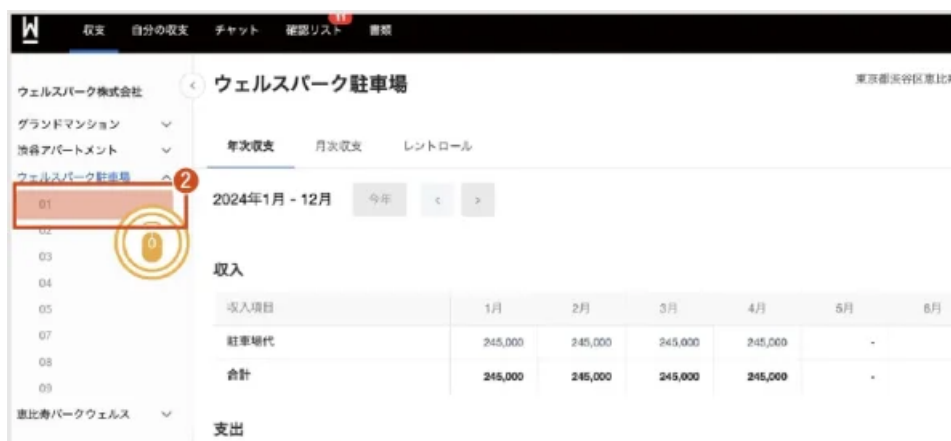 W
収支 自分の収支 チャット 確認リスト 11 書類
ウェルスパーク株式会社
グランドマンション
渋谷アパートメント
ウェルスパーク駐車場
01
2
02
03
04
05
07
08
09
恵比寿パークウェルス
ウェルスパーク駐車場
東京都渋谷区恵比寿
年次収支 月次収支 レントロール
2024年1月 - 12月 今年 < >
収入
収入項目 1月 2月 3月 4月 5月 6月
駐車場代 245,000 245,000 245,000 245,000 -
合計 245,000 245,000 245,000 245,000 -
支出